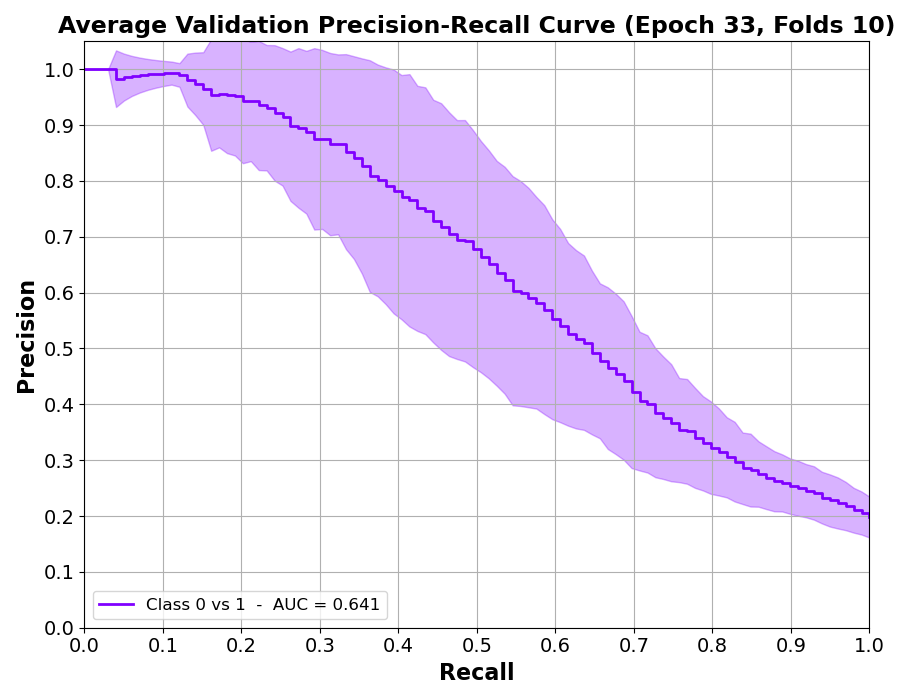 Average Validation Precision-Recall Curve (Epoch 33, Folds 10)
1.0
0.9
0.8
0.7
0.6
0.5
0.4
0.3
0.2
0.1
0.0
Precision
Class 0 vs 1 - AUC = 0.641
0.0 0.1 0.2 0.3 0.4 0.5 0.6 0.7 0.8 0.9 1.0
Recall